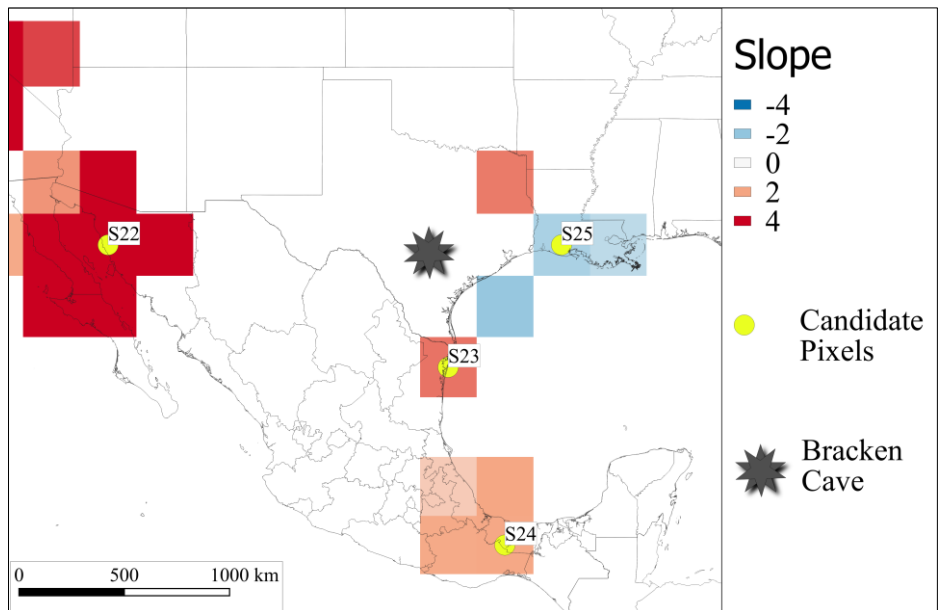 Slope
-4
-2
0
2
4
S22
S25
S23
S24
Candidate
Pixels
Bracken
Cave
0 500 1000 km